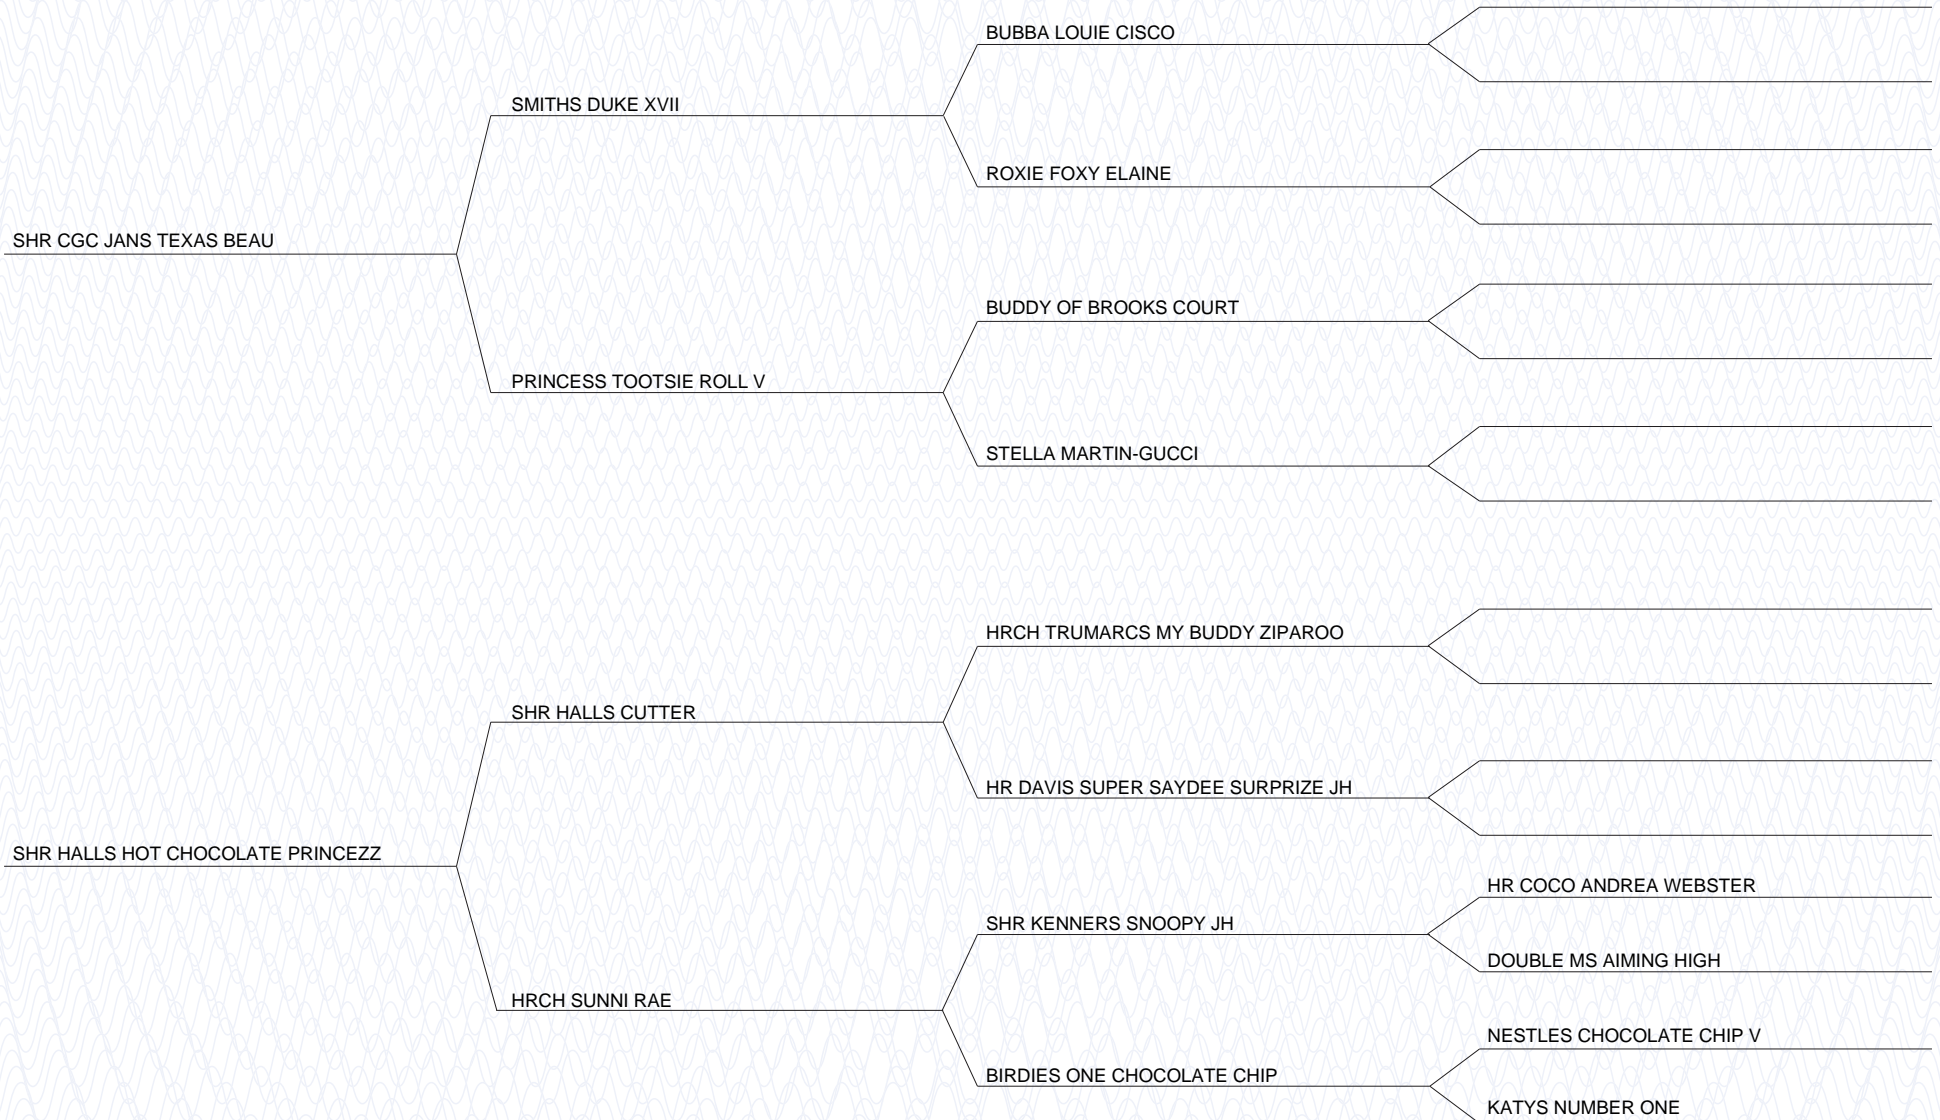 BUBBA LOUIE CISCO
SMITHS DUKE XVII
ROXIE FOXY ELAINE
SHR CGC JANS TEXAS BEAU
BUDDY OF BROOKS COURT
PRINCESS TOOTSIE ROLL V
STELLA MARTIN-GUCCI
HRCH TRUMARCS MY BUDDY ZIPAROO
SHR HALLS CUTTER
HR DAVIS SUPER SAYDEE SURPRIZE JH
SHR HALLS HOT CHOCOLATE PRINCEZZ
HR COCO ANDREA WEBSTER
SHR KENNERS SNOOPY JH
DOUBLE MS AIMING HIGH
HRCH SUNNI RAE
NESTLES CHOCOLATE CHIP V
BIRDIES ONE CHOCOLATE CHIP
KATYS NUMBER ONE